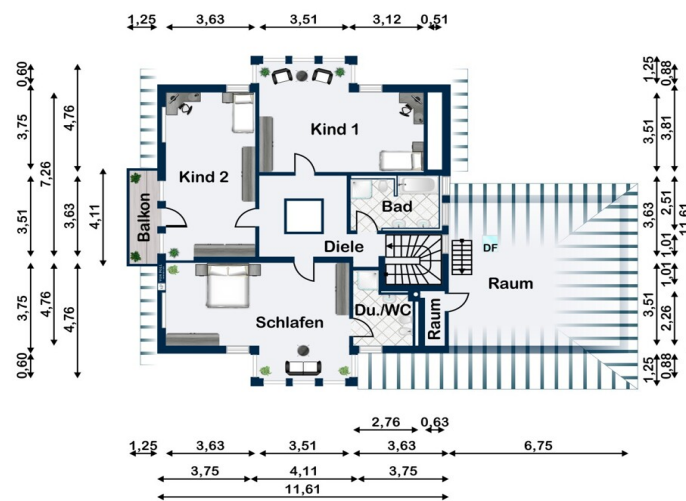 1,25 3,63 3,51 3,12 0,51
0,60
3,75
3,51
3,75
0,60
7,26
4,76
4,76
3,63
4,76
4,11
Kind 1
Kind 2
Balkon
Bad
Diele
DF
Raum
Schlafen
Du./WC
Raum
1,25
3,51
3,63
3,51
1,25
0,88
3,81
2,51
1,01
1,01
2,26
0,88
11,61
2,76 0,63
1,25 3,63 3,51 3,63 6,75
3,75 4,11 3,75
11,61